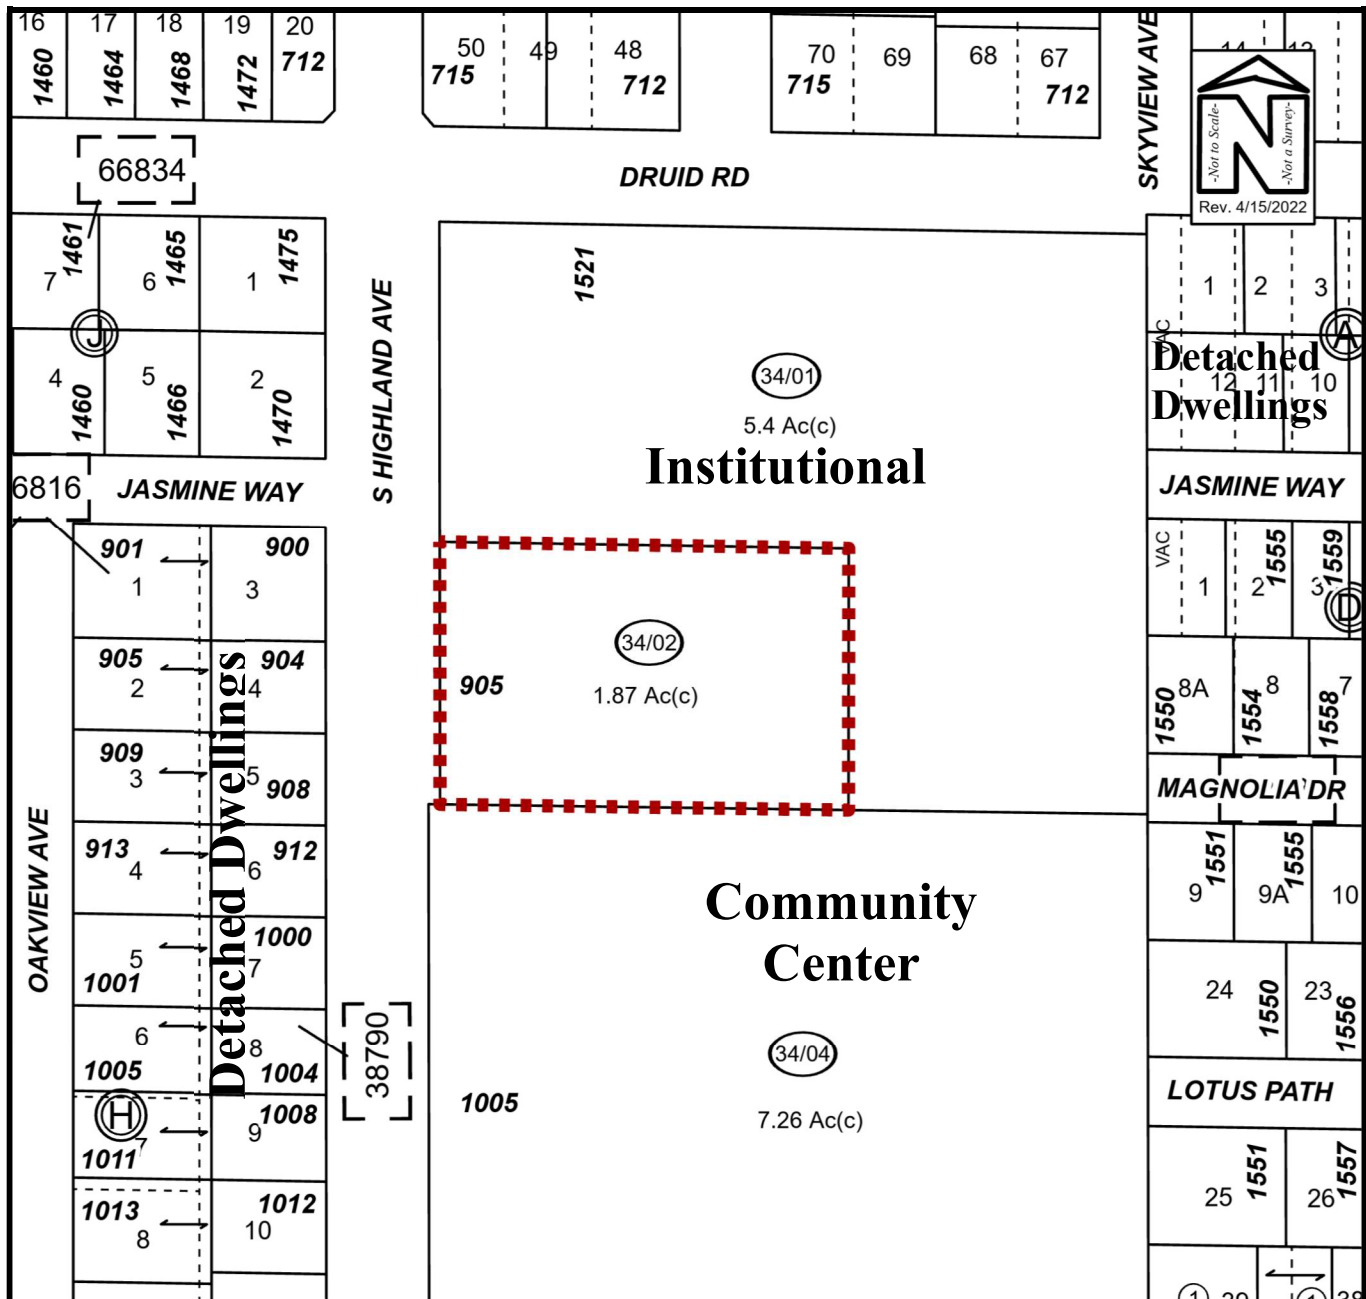 16 17 18 19 20
1460 1464 1468 1472 712
50 49 48
715 712
70 69 68 67
715 712
SKYVIEW AVE
-Not to Scale-
N
-Not a Survey-
Rev. 4/15/2022
66834
DRUID RD
1461 1465 1475
7 6 1
J
4 5 2
1460 1466 1470
S HIGHLAND AVE
1521
34/01
5.4 Ac(c)
Institutional
1 2 3
A
VAC
Detached
12 11 10
Dwellings
6816
JASMINE WAY
JASMINE WAY
901 900
1 3
905 904
2 4
909
3 5
908
913 912
4 6
1000
5 7
1001
6 8
1005 1004
H
1008
7 9
1011
1013 1012
8 10
Detached Dwellings
OAKVIEW AVE
38790
34/02
905
1.87 Ac(c)
VAC
1555 1559
1 2 3
D
8A 8 7
1550 1554 1558
MAGNOLIA DR
1551 1555
9 9A 10
Community
Center
34/04
1005
7.26 Ac(c)
24 23
1550 1556
LOTUS PATH
1551 1557
25 26